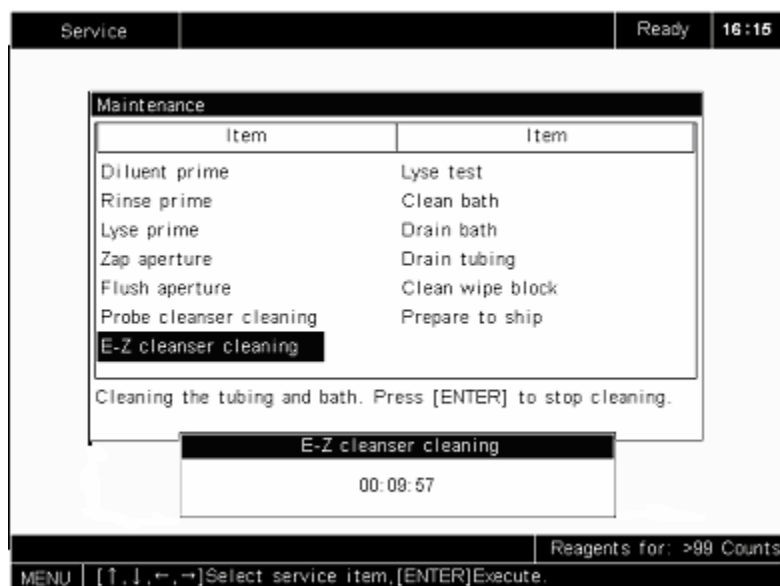 Service Ready 16:15
Maintenance
Item Item
Diluent prime Lyse test
Rinse prime Clean bath
Lyse prime Drain bath
Zap aperture Drain tubing
Flush aperture Clean wipe block
Probe cleanser cleaning Prepare to ship
E-Z cleanser cleaning
Cleaning the tubing and bath. Press [ENTER] to stop cleaning.
E-Z cleanser cleaning
00:09:57
Reagents for: >99 Counts
MENU [↑,↓,←,→]Select service item,[ENTER]Execute.